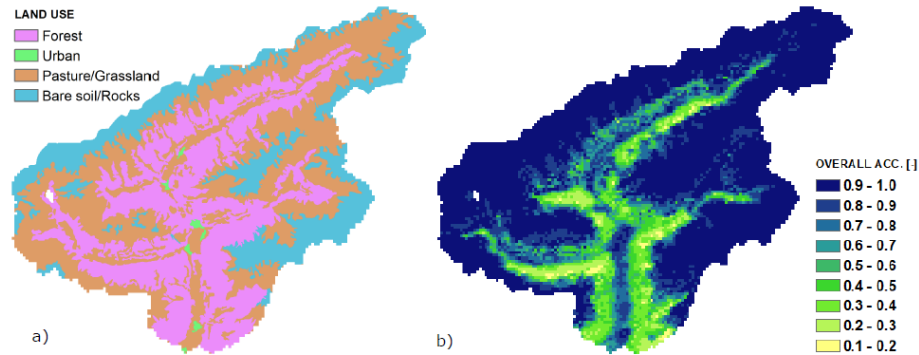 LAND USE
Forest
Urban
Pasture/Grassland
Bare soil/Rocks
a)
b)
OVERALL ACC. [-]
0.9 - 1.0
0.8 - 0.9
0.7 - 0.8
0.6 - 0.7
0.5 - 0.6
0.4 - 0.5
0.3 - 0.4
0.2 - 0.3
0.1 - 0.2